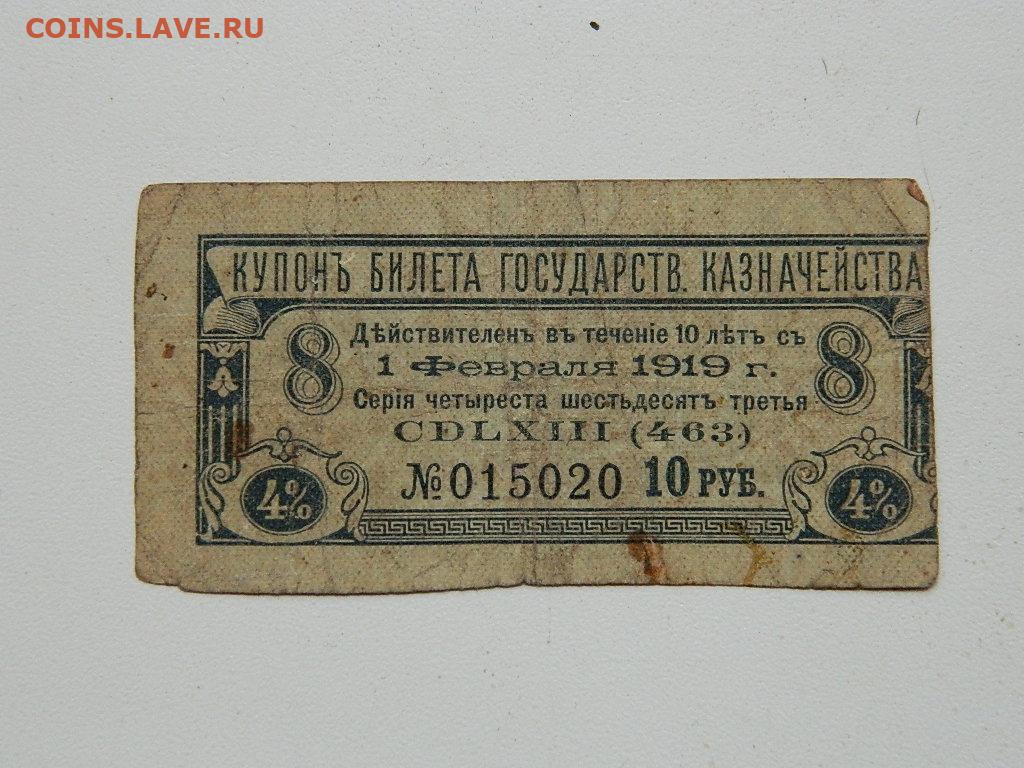 COINS.LAVE.RU
КУПОНЪ БИЛЕТА ГОСУДАРСТВ. КАЗНАЧЕЙСТВА
8 Дѣйствителенъ въ теченіе 10 лѣтъ съ 8
1 Февраля 1919 г.
Серія четыреста шестьдесятъ третья
CDLXIII (463)
4% №015020 10 РУБ. 4%